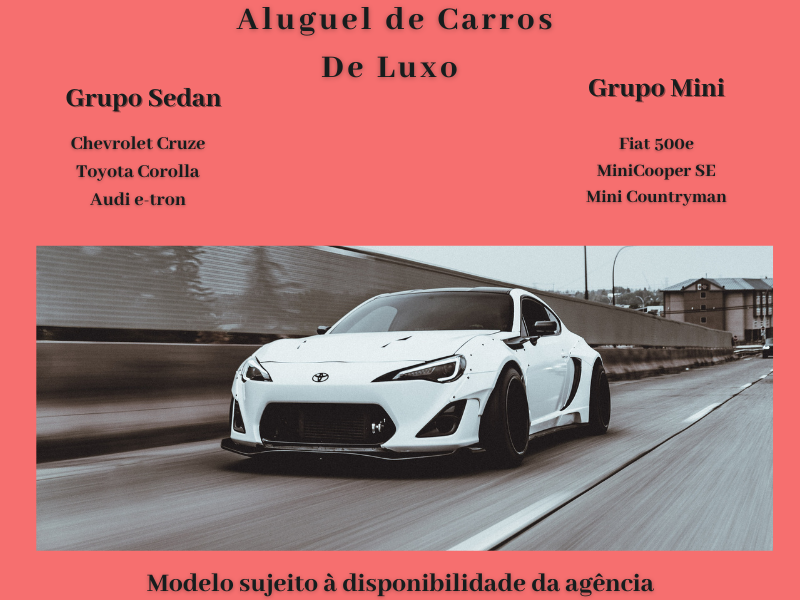 Aluguel de Carros
De Luxo
Grupo Sedan
Chevrolet Cruze
Toyota Corolla
Audi e-tron
Grupo Mini
Fiat 500e
MiniCooper SE
Mini Countryman
Modelo sujeito à disponibilidade da agência